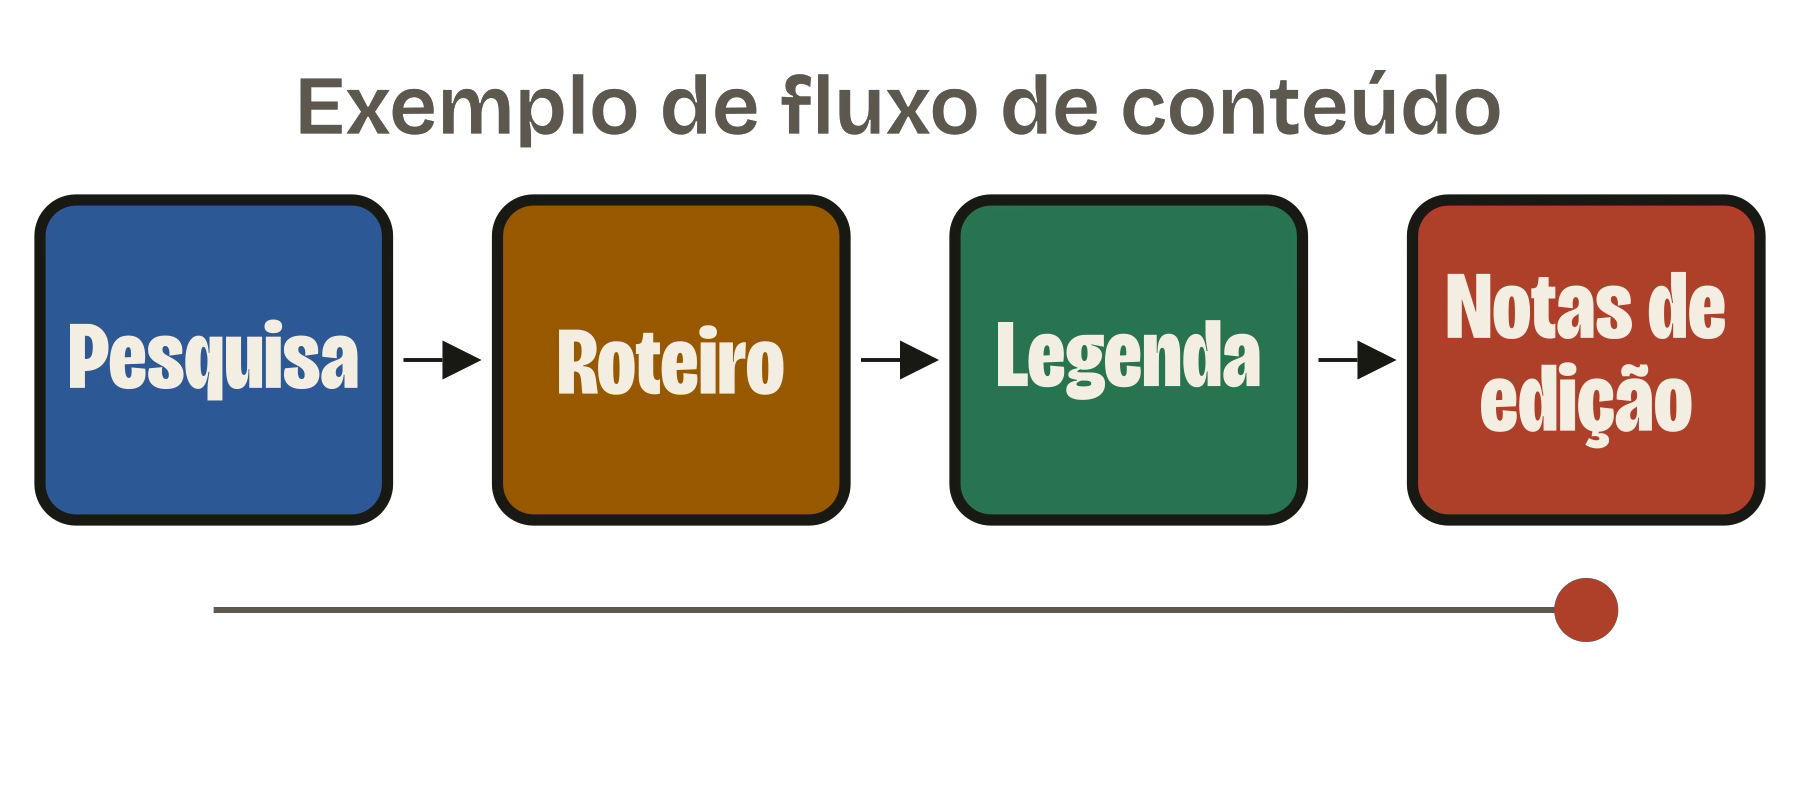 Exemplo de fluxo de conteúdo
Pesquisa
Roteiro
Legenda
Notas de
edição